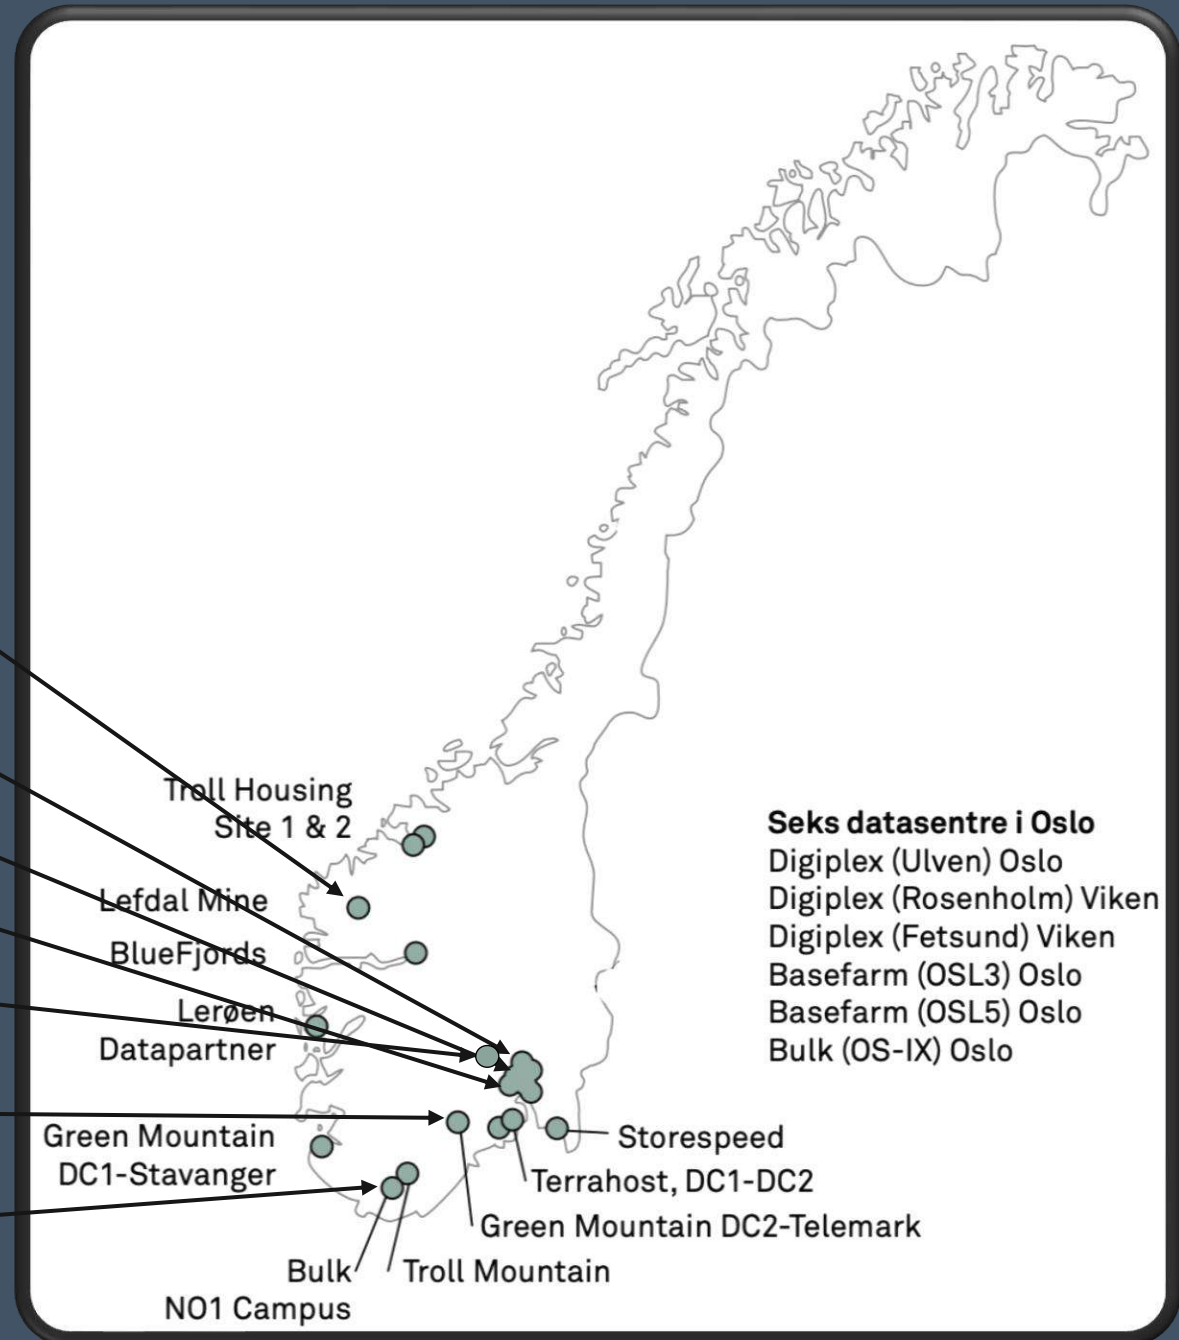 Troll Housing
Site 1 & 2
Lefdal Mine
BlueFjords
Lerøen
Datapartner
Green Mountain
DC1-Stavanger
Bulk
NO1 Campus
Troll Mountain
Green Mountain DC2-Telemark
Terrahost, DC1-DC2
Storespeed
Seks datasentre i Oslo
Digiplex (Ulven) Oslo
Digiplex (Rosenholm) Viken
Digiplex (Fetsund) Viken
Basefarm (OSL3) Oslo
Basefarm (OSL5) Oslo
Bulk (OS-IX) Oslo